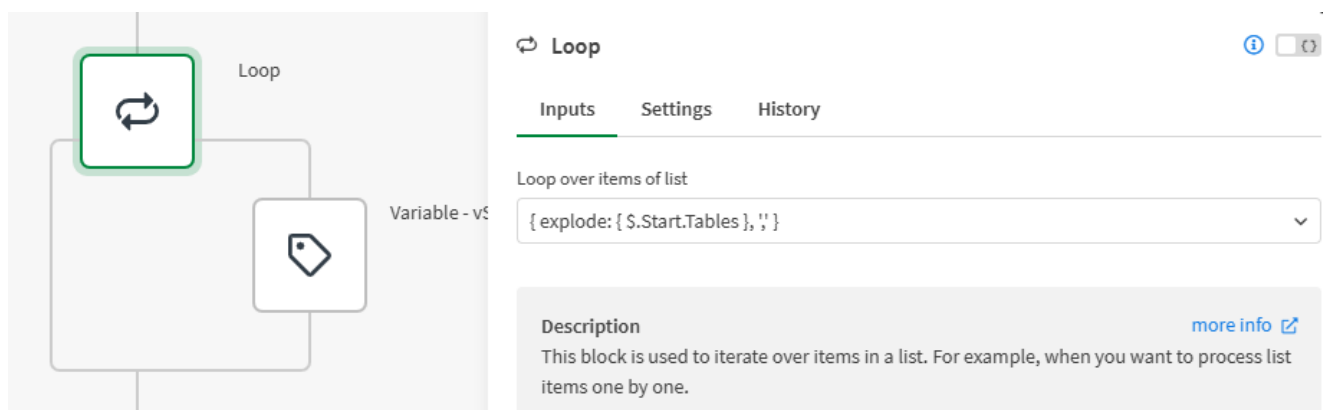 Loop
Variable - vS
Loop
{}
Inputs Settings History
Loop over items of list
{ explode: { $.Start.Tables }, ',' }
Description more info
This block is used to iterate over items in a list. For example, when you want to process list
items one by one.